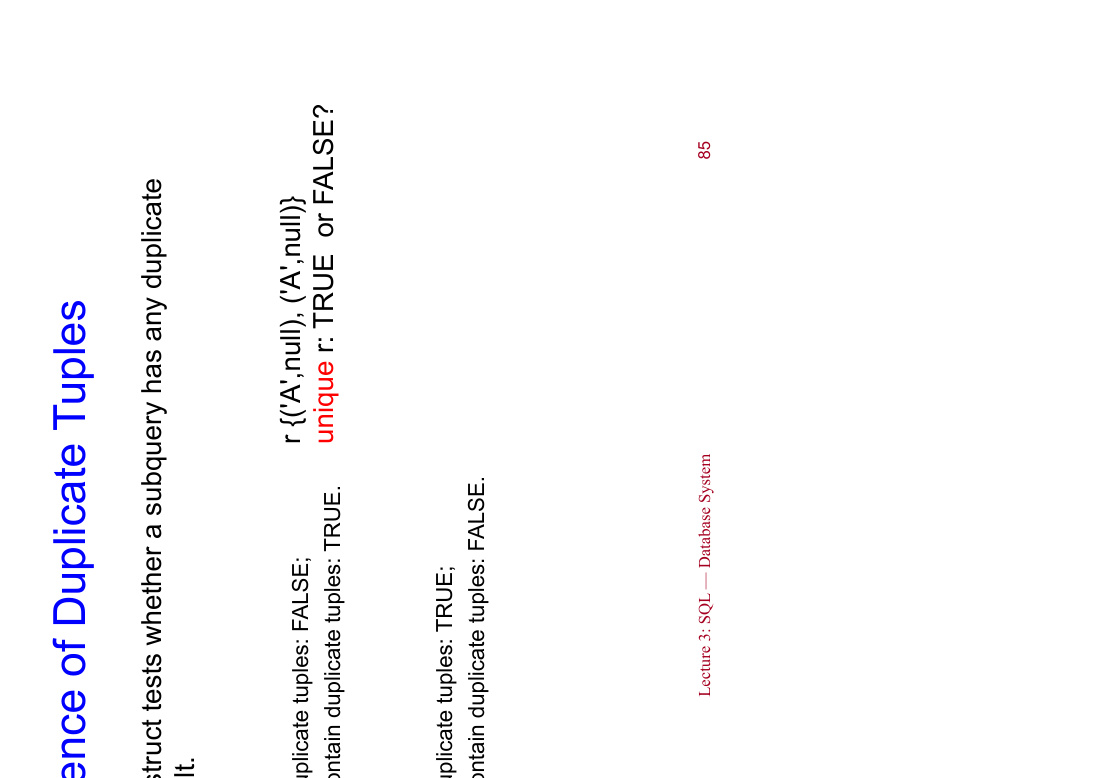 ence of Duplicate Tuples
struct tests whether a subquery has any duplicate
lt.
r {('A',null), ('A',null)}
unique r: TRUE or FALSE?
uplicate tuples: FALSE;
ontain duplicate tuples: TRUE.
uplicate tuples: TRUE;
ontain duplicate tuples: FALSE.
Lecture 3: SQL — Database System
85